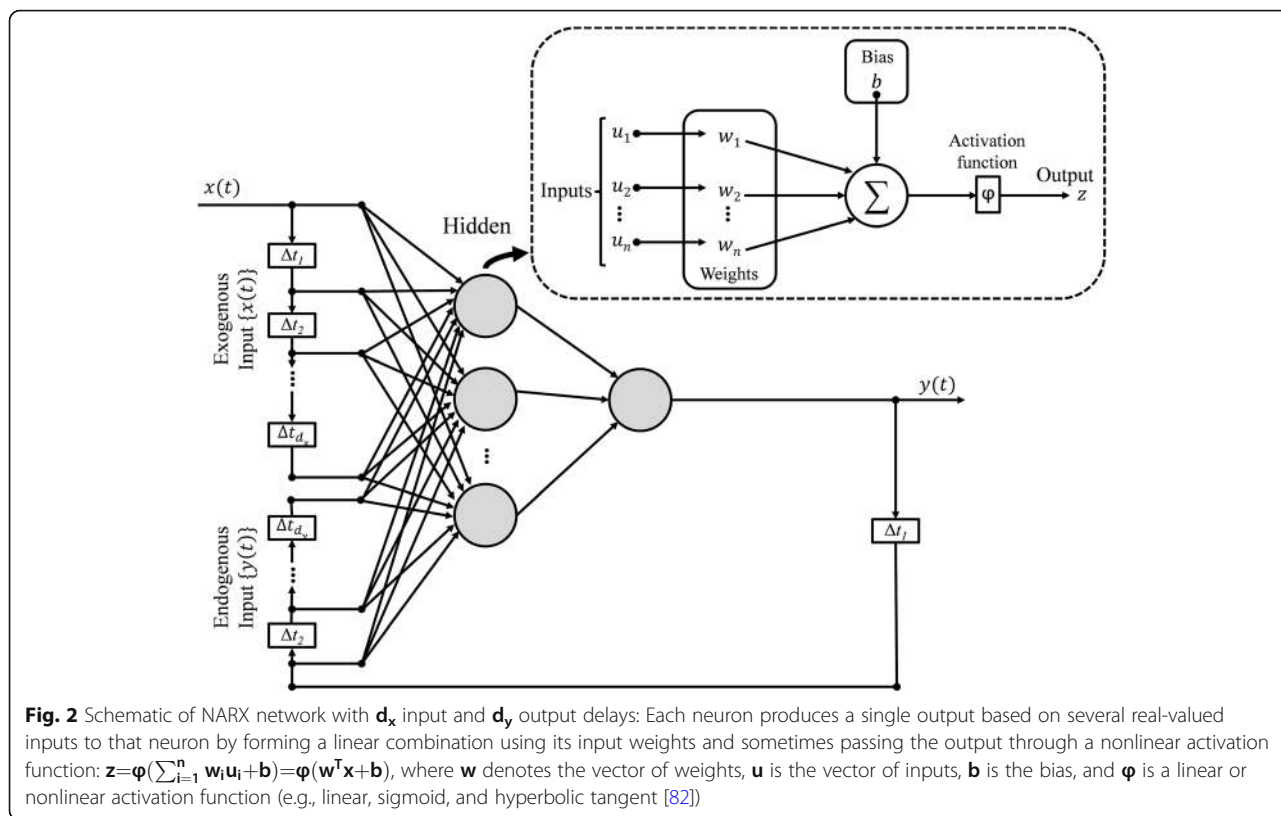 Bias
b
Inputs
u₁
u₂
⋮
uₙ
w₁
w₂
⋮
wₙ
Weights
Σ
Activation
function
φ
Output
z
Hidden
x(t)
Exogenous
Input {x(t)}
Δt₁
Δt₂
⋮
Δt_{d_x}
Endogenous
Input {y(t)}
Δt_{d_y}
⋮
Δt₂
⋮
y(t)
Δt₁
Fig. 2 Schematic of NARX network with dₓ input and d_y output delays: Each neuron produces a single output based on several real-valued
inputs to that neuron by forming a linear combination using its input weights and sometimes passing the output through a nonlinear activation
function: z=φ(∑ⁿᵢ₌₁ wᵢuᵢ+b)=φ(wᵀx+b), where w denotes the vector of weights, u is the vector of inputs, b is the bias, and φ is a linear or
nonlinear activation function (e.g., linear, sigmoid, and hyperbolic tangent [82])